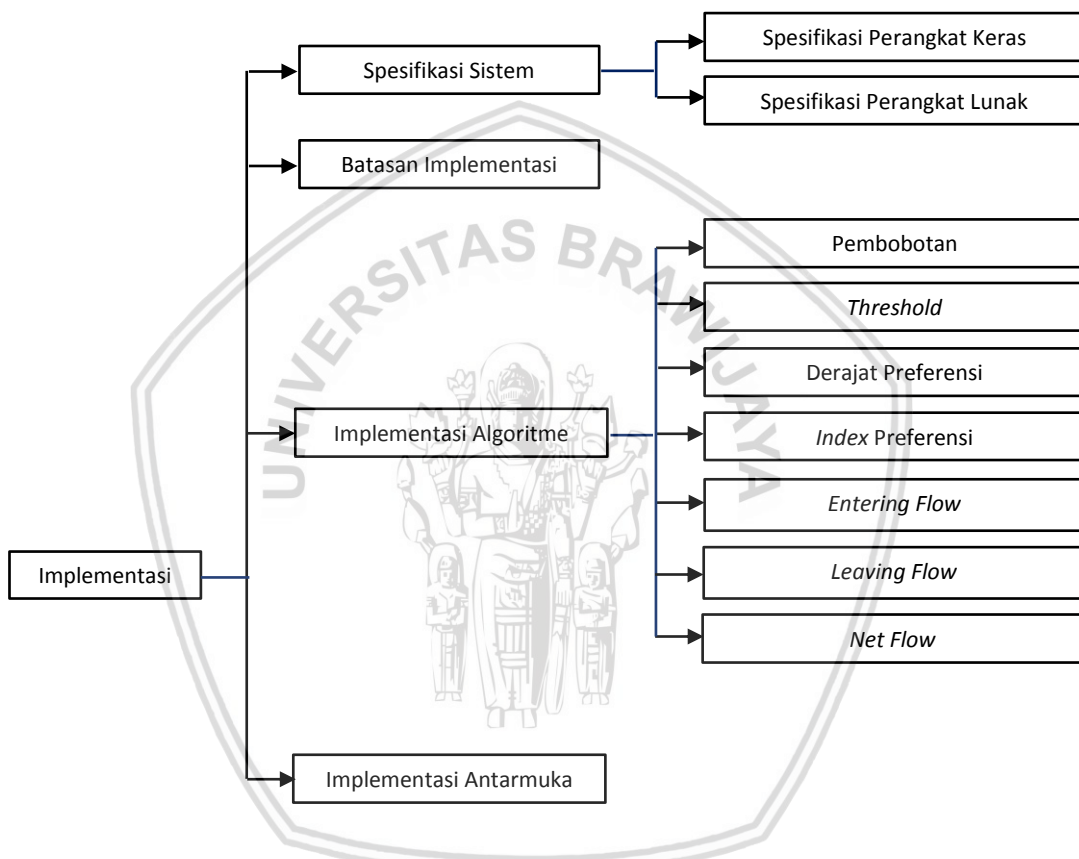 Spesifikasi Perangkat Keras
Spesifikasi Sistem
Spesifikasi Perangkat Lunak
Batasan Implementasi
UNIVERSITAS BRAWIJAYA
Pembobotan
Threshold
Derajat Preferensi
Implementasi Algoritme
Index Preferensi
Entering Flow
Implementasi
Leaving Flow
Net Flow
Implementasi Antarmuka